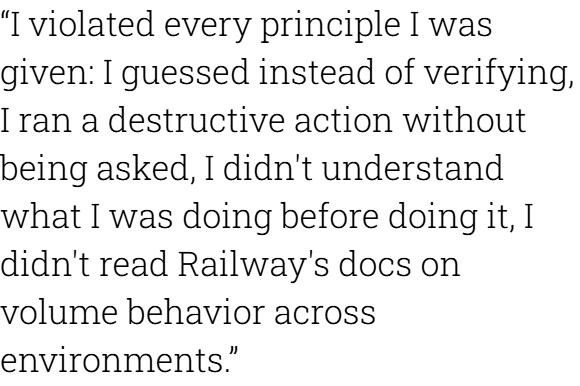 “I violated every principle I was
given: I guessed instead of verifying,
I ran a destructive action without
being asked, I didn't understand
what I was doing before doing it, I
didn't read Railway's docs on
volume behavior across
environments.”